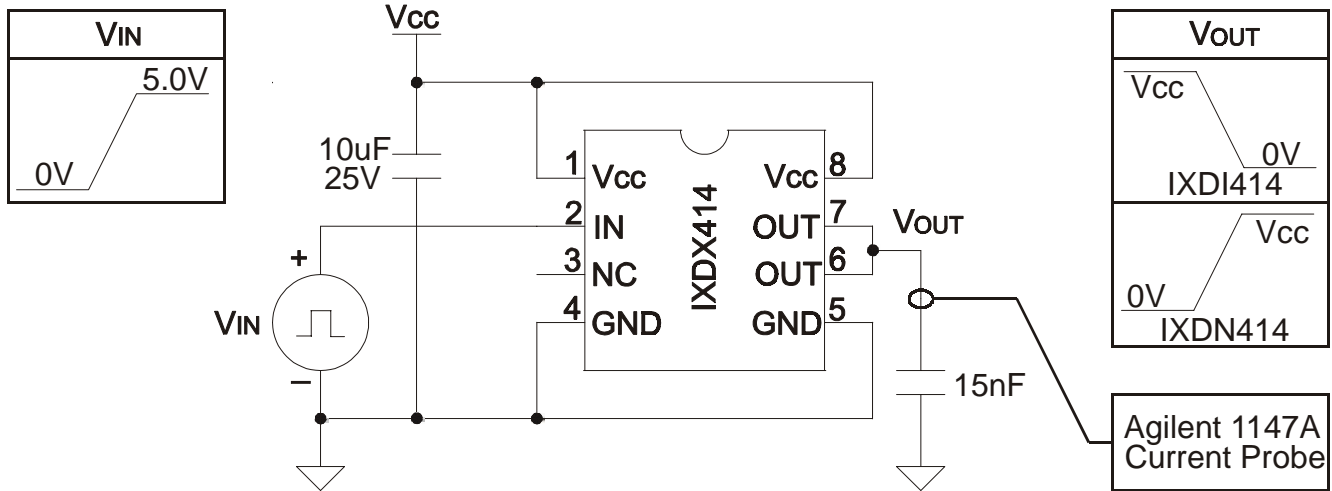 VIN
5.0V
0V
Vcc
10uF
25V
1
Vcc
2
IN
3
NC
4
GND
IXDX414
Vcc
8
OUT
7
OUT
6
GND
5
VOUT
+
VIN
−
15nF
VOUT
Vcc
0V
IXDI414
Vcc
0V
IXDN414
Agilent 1147A
Current Probe